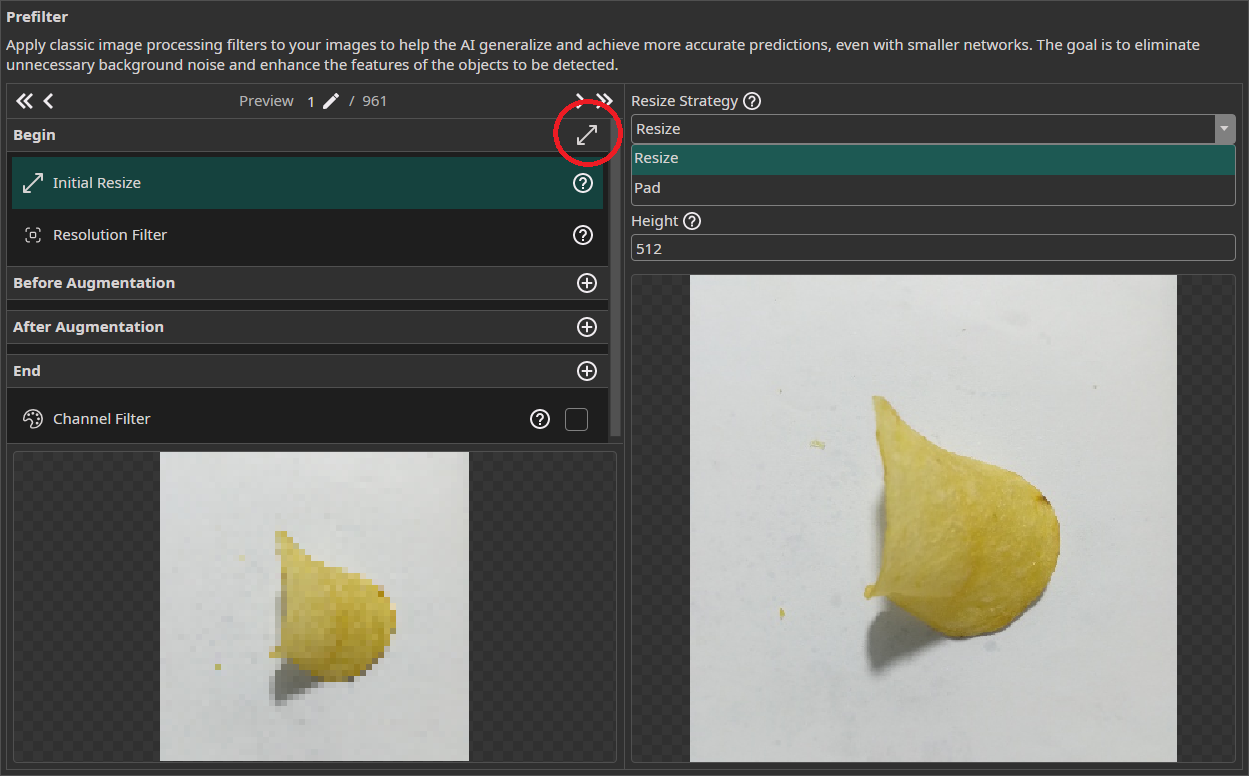 Prefilter
Apply classic image processing filters to your images to help the AI generalize and achieve more accurate predictions, even with smaller networks. The goal is to eliminate
unnecessary background noise and enhance the features of the objects to be detected.
Preview 1 / 961
Begin
Initial Resize
Resolution Filter
Before Augmentation
After Augmentation
End
Channel Filter
Resize Strategy
Resize
Resize
Pad
Height
512